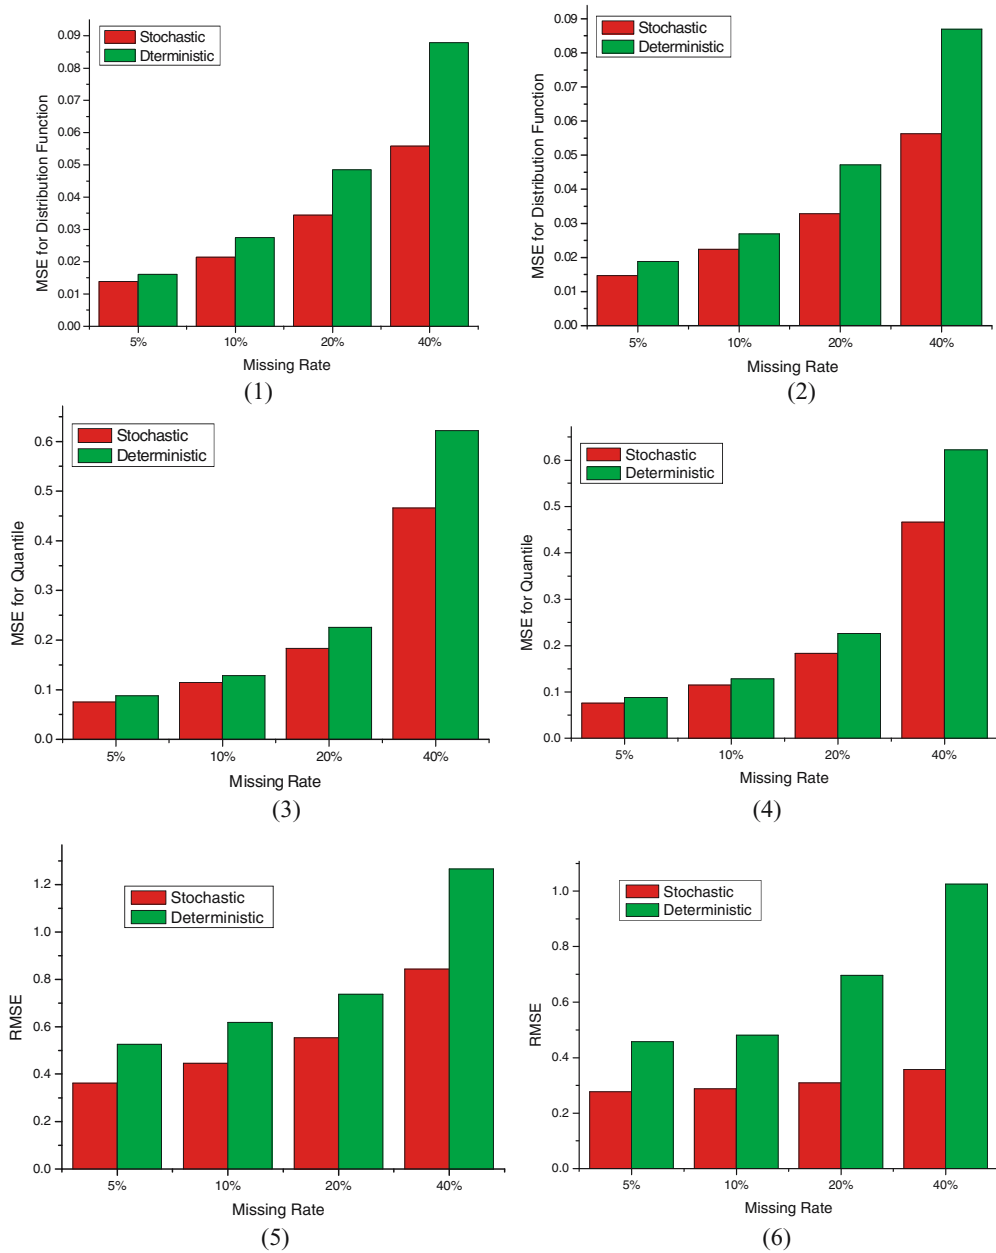 Stochastic
Dterministic
MSE for Distribution Function
0.09
0.08
0.07
0.06
0.05
0.04
0.03
0.02
0.01
0.00
5% 10% 20% 40%
Missing Rate
(1)
Stochastic
Deterministic
MSE for Distribution Function
0.09
0.08
0.07
0.06
0.05
0.04
0.03
0.02
0.01
0.00
5% 10% 20% 40%
Missing Rate
(2)
Stochastic
Deterministic
MSE for Quantile
0.6
0.5
0.4
0.3
0.2
0.1
0.0
5% 10% 20% 40%
Missing Rate
(3)
Stochastic
Deterministic
MSE for Quantile
0.6
0.5
0.4
0.3
0.2
0.1
0.0
5% 10% 20% 40%
Missing Rate
(4)
Stochastic
Deterministic
RMSE
1.2
1.0
0.8
0.6
0.4
0.2
0.0
5% 10% 20% 40%
Missing Rate
(5)
Stochastic
Deterministic
RMSE
1.0
0.8
0.6
0.4
0.2
0.0
5% 10% 20% 40%
Missing Rate
(6)